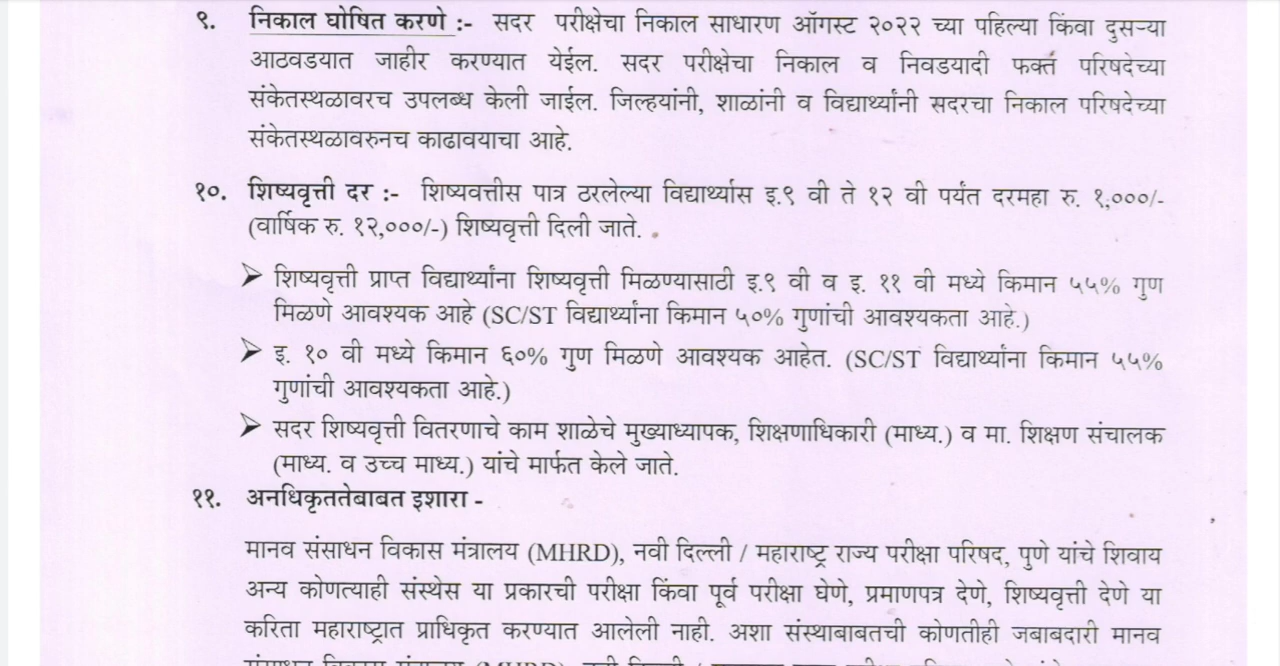 ९. निकाल घोषित करणे :- सदर परीक्षेचा निकाल साधारण ऑगस्ट २०२२ च्या पहिल्या किंवा दुसऱ्या
आठवडयात जाहीर करण्यात येईल. सदर परीक्षेचा निकाल व निवडयादी फक्त परिषदेच्या
संकेतस्थळावरच उपलब्ध केली जाईल. जिल्हयांनी, शाळांनी व विद्यार्थ्यांनी सदरचा निकाल परिषदेच्या
संकेतस्थळावरुनच काढावयाचा आहे.
१०. शिष्यवृत्ती दर :- शिष्यवत्तीस पात्र ठरलेल्या विद्यार्थ्यास इ.९ वी ते १२ वी पर्यंत दरमहा रु. १,०००/-
(वार्षिक रु. १२,०००/-) शिष्यवृत्ती दिली जाते.
➢ शिष्यवृत्ती प्राप्त विद्यार्थ्यांना शिष्यवृत्ती मिळण्यासाठी इ.९ वी व इ. ११ वी मध्ये किमान ५५% गुण
मिळणे आवश्यक आहे (SC/ST विद्यार्थ्यांना किमान ५०% गुणांची आवश्यकता आहे.)
➢ इ. १० वी मध्ये किमान ६०% गुण मिळणे आवश्यक आहेत. (SC/ST विद्यार्थ्यांना किमान ५५%
गुणांची आवश्यकता आहे.)
➢ सदर शिष्यवृत्ती वितरणाचे काम शाळेचे मुख्याध्यापक, शिक्षणाधिकारी (माध्य.) व मा. शिक्षण संचालक
(माध्य. व उच्च माध्य.) यांचे मार्फत केले जाते.
११. अनधिकृततेबाबत इशारा -
मानव संसाधन विकास मंत्रालय (MHRD), नवी दिल्ली / महाराष्ट्र राज्य परीक्षा परिषद, पुणे यांचे शिवाय
अन्य कोणत्याही संस्थेस या प्रकारची परीक्षा किंवा पूर्व परीक्षा घेणे, प्रमाणपत्र देणे, शिष्यवृत्ती देणे या
करिता महाराष्ट्रात प्राधिकृत करण्यात आलेली नाही. अशा संस्थाबाबतची कोणतीही जबाबदारी मानव